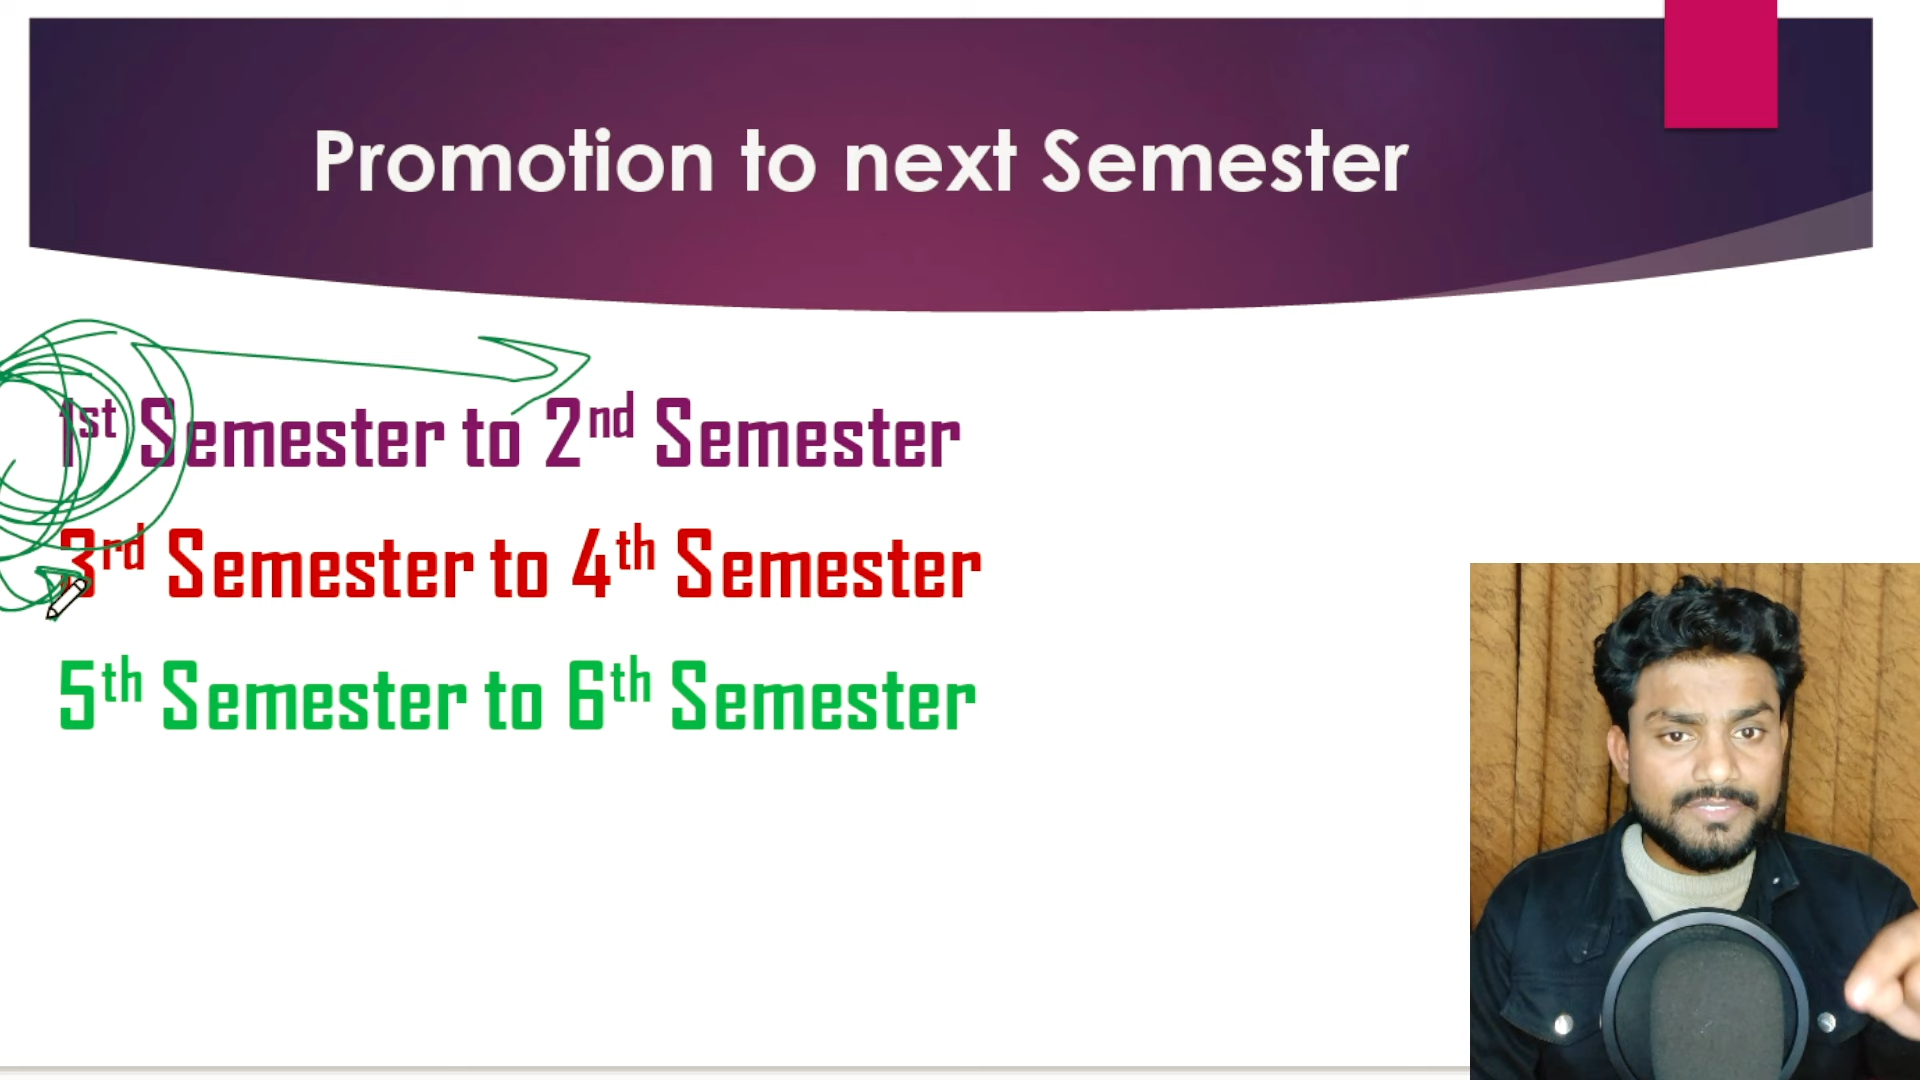 Promotion to next Semester
1st Semester to 2nd Semester
3rd Semester to 4th Semester
5th Semester to 6th Semester